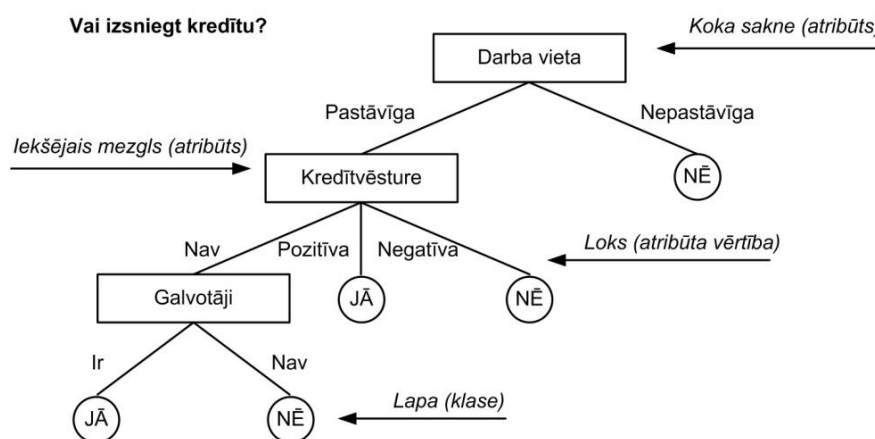 Vai izsniegt kredītu?
Koka sakne (atribūts)
Darba vieta
Pastāvīga
Nepastāvīga
Iekšējais mezgls (atribūts)
Kredītvēsture
NĒ
Nav
Pozitīva
Negatīva
Loks (atribūta vērtība)
Galvotāji
JĀ
NĒ
Ir
Nav
JĀ
NĒ
Lapa (klase)